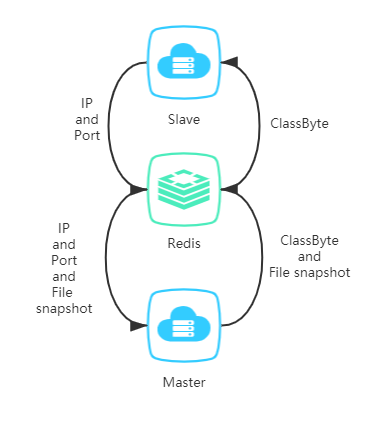 IP
and
Port
Slave
ClassByte
Redis
IP
and
Port
and
File
snapshot
ClassByte
and
File snapshot
Master